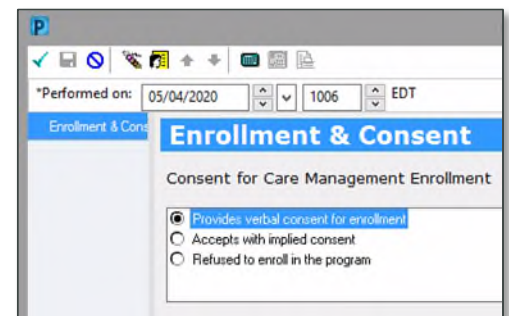 P
*Performed on: 05/04/2020 1006 EDT
Enrollment & Cons
Enrollment & Consent
Consent for Care Management Enrollment
Provides verbal consent for enrollment
Accepts with implied consent
Refused to enroll in the program